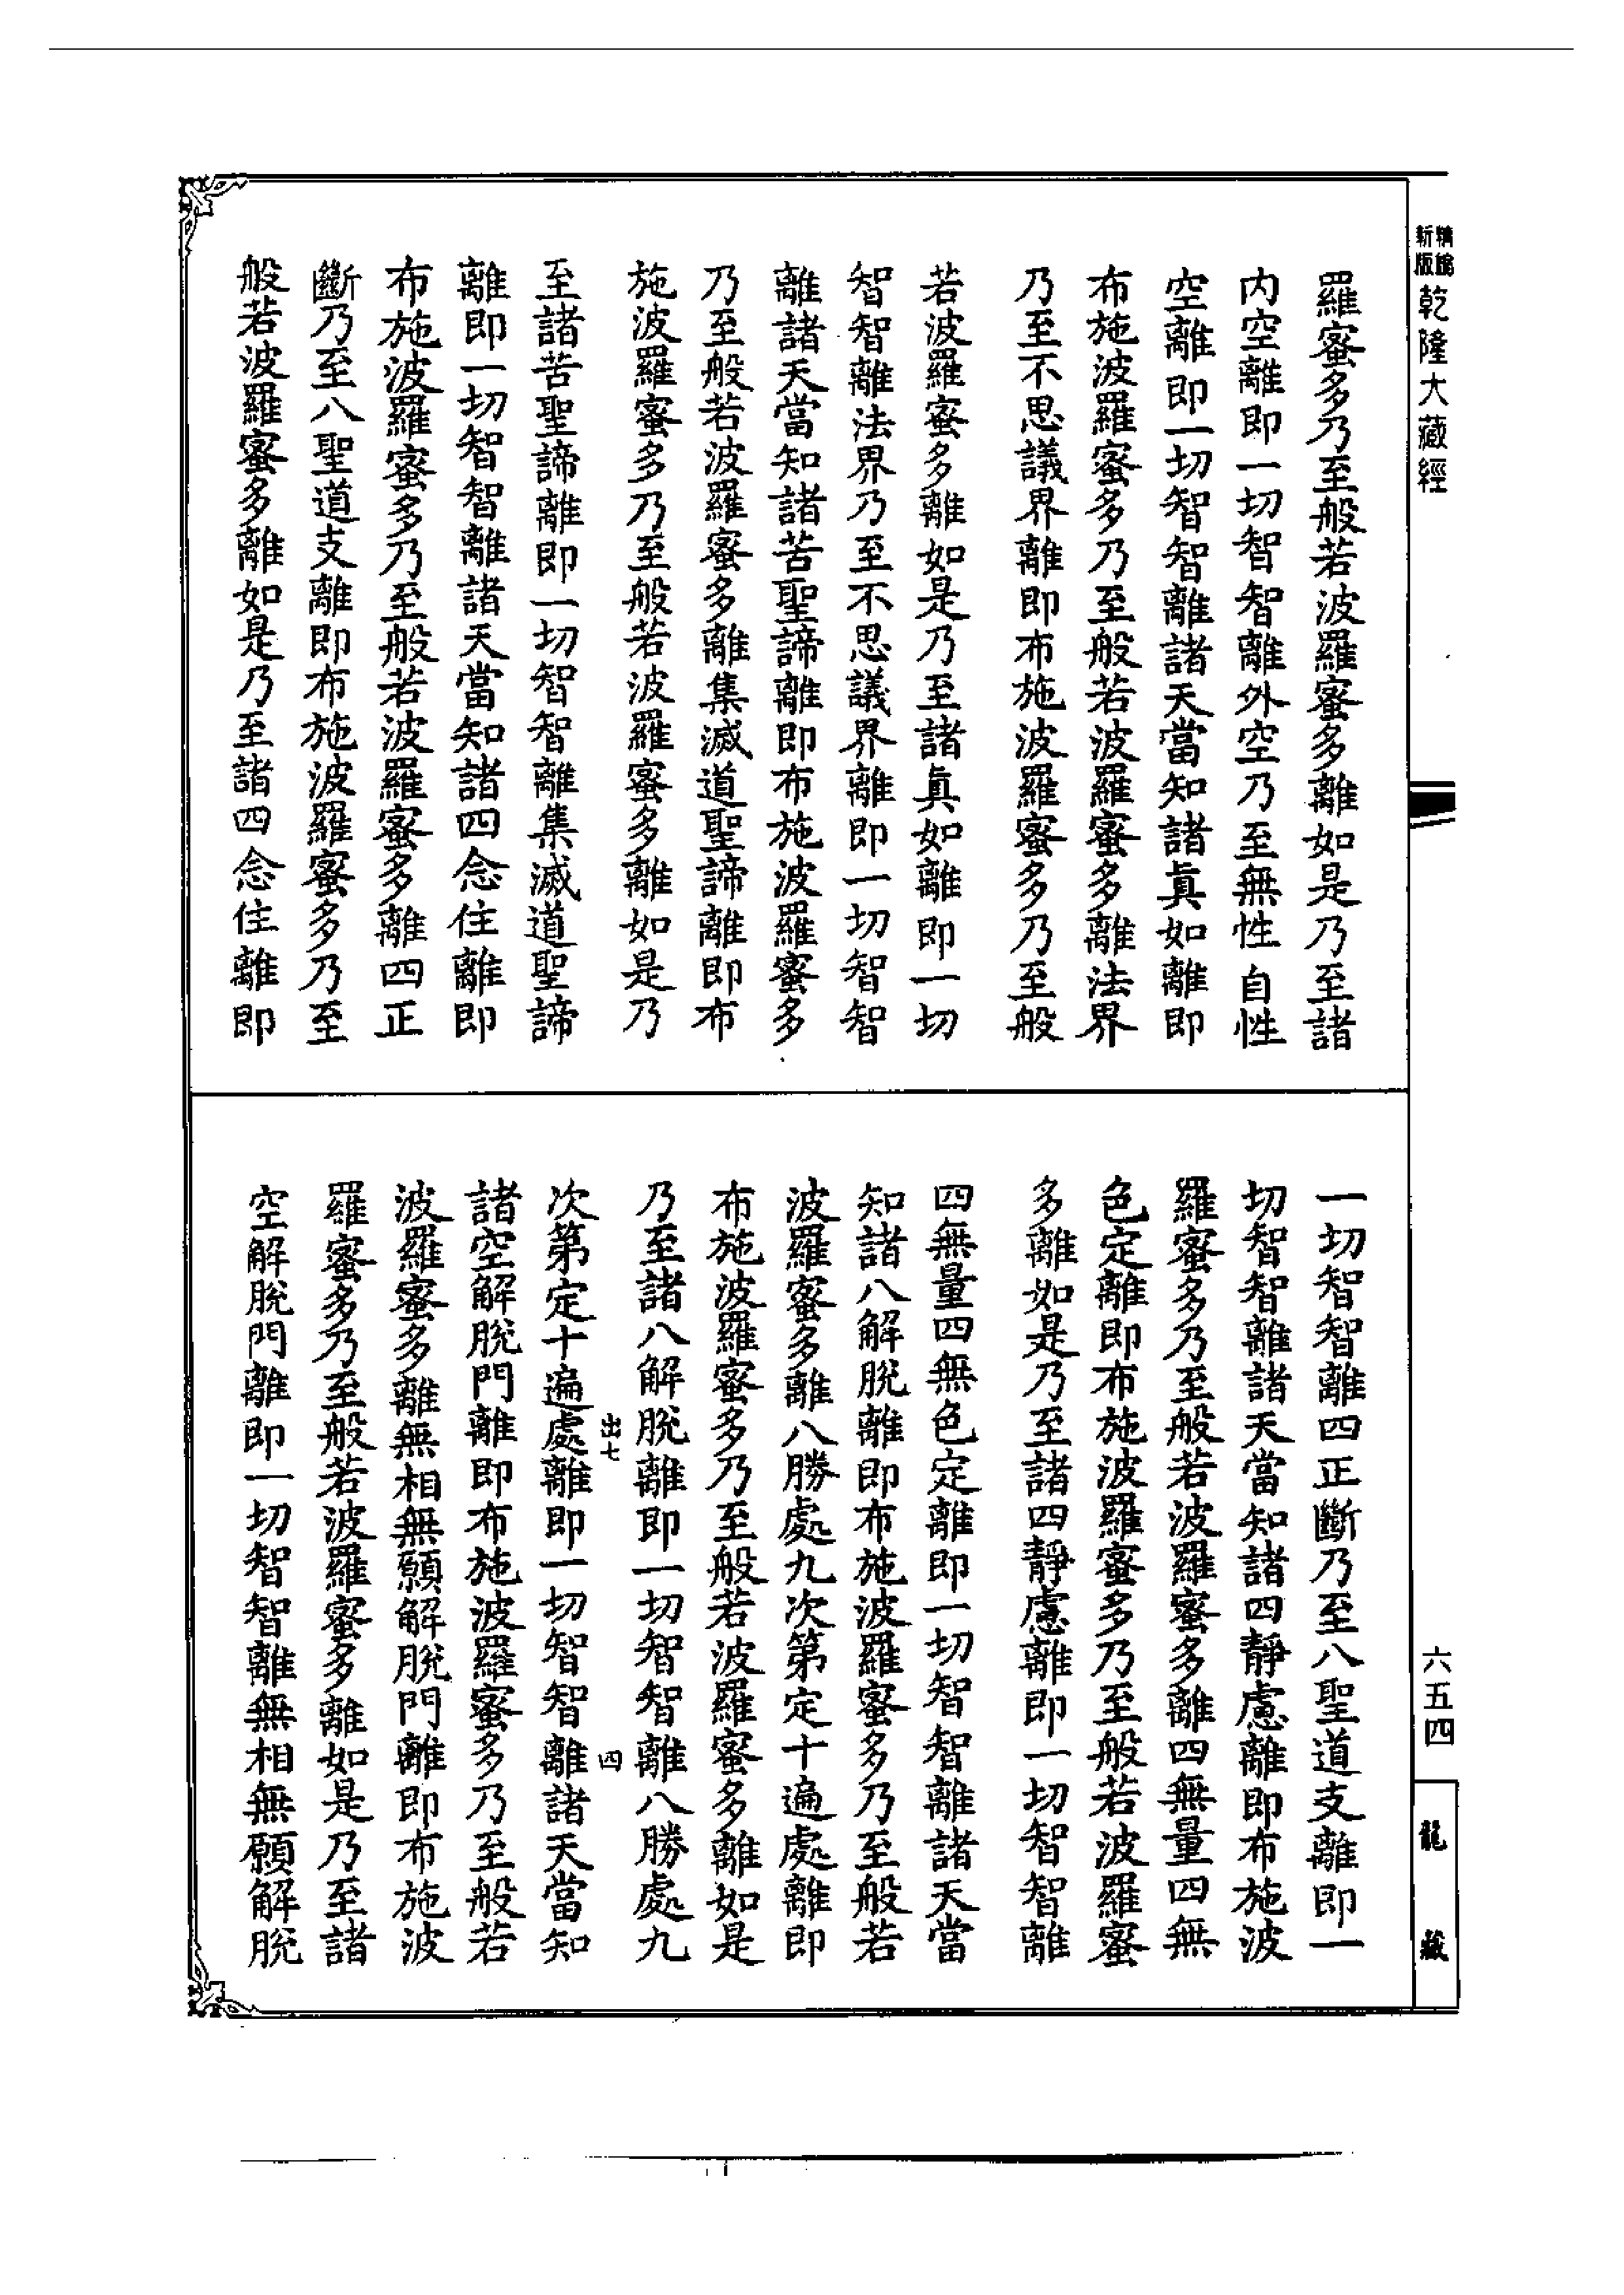 新版精編乾隆大藏經
羅蜜多乃至般若波羅蜜多離如是乃至諸
内空離即一切智智離外空乃至無性自性
空離即一切智智離諸天當知諸眞如離即
布施波羅蜜多乃至般若波羅蜜多離法界
乃至不思議界離即布施波羅蜜多乃至般
若波羅蜜多離如是乃至諸眞如離即一切
智智離法界乃至不思議界離即一切智智
離諸天當知諸苦聖諦離即布施波羅蜜多
乃至般若波羅蜜多離集滅道聖諦離即布
施波羅蜜多乃至般若波羅蜜多離如是乃
至諸苦聖諦離即一切智智離集滅道聖諦
離即一切智智離諸天當知諸四念住離即
布施波羅蜜多乃至般若波羅蜜多離四正
斷乃至八聖道支離即布施波羅蜜多乃至
般若波羅蜜多離如是乃至諸四念住離即
一切智智離四正斷乃至八聖道支離即一
切智智離諸天當知諸四靜慮離即布施波
羅蜜多乃至般若波羅蜜多離四無量四無
色定離即布施波羅蜜多乃至般若波羅蜜
多離如是乃至諸四靜慮離即一切智智離
四無量四無色定離即一切智智離諸天當
知諸八解脫離即布施波羅蜜多乃至般若
波羅蜜多離八勝處九次第定十遍處離即
布施波羅蜜多乃至般若波羅蜜多離如是
乃至諸八解脫離即一切智智離八勝處九
出七
四
次第定十遍處離即一切智智離諸天當知
諸空解脫門離即布施波羅蜜多乃至般若
波羅蜜多離無相無願解脫門離即布施波
羅蜜多乃至般若波羅蜜多離如是乃至諸
空解脫門離即一切智智離無相無願解脫
六五四
龍藏